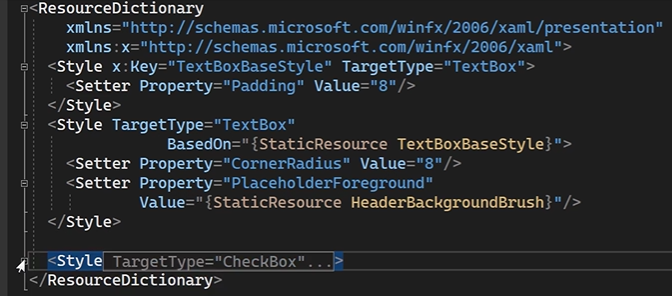 <ResourceDictionary
xmlns="http://schemas.microsoft.com/winfx/2006/xaml/presentation"
xmlns:x="http://schemas.microsoft.com/winfx/2006/xaml">
<Style x:Key="TextBoxBaseStyle" TargetType="TextBox">
<Setter Property="Padding" Value="8"/>
</Style>
<Style TargetType="TextBox"
BasedOn="{StaticResource TextBoxBaseStyle}">
<Setter Property="CornerRadius" Value="8"/>
<Setter Property="PlaceholderForeground"
Value="{StaticResource HeaderBackgroundBrush}"/>
</Style>
<Style TargetType="CheckBox"...>
</ResourceDictionary>